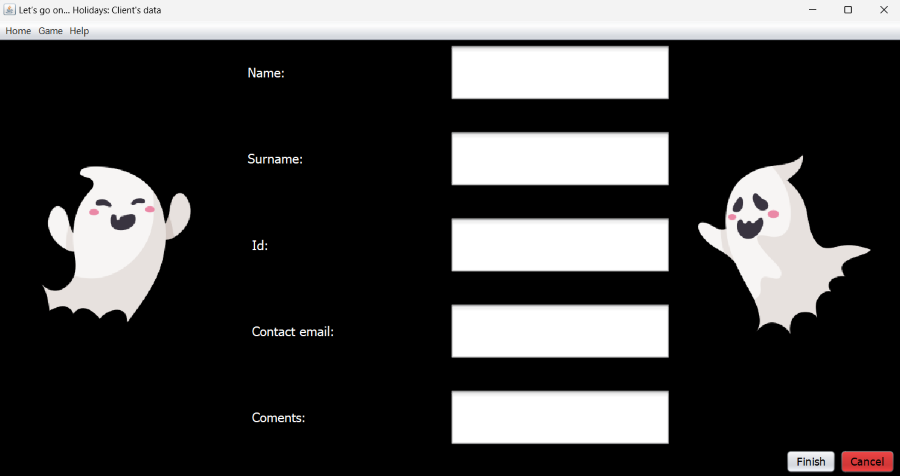 Let's go on... Holidays: Client's data
Home Game Help
Name:
Surname:
Id:
Contact email:
Coments:
Finish Cancel